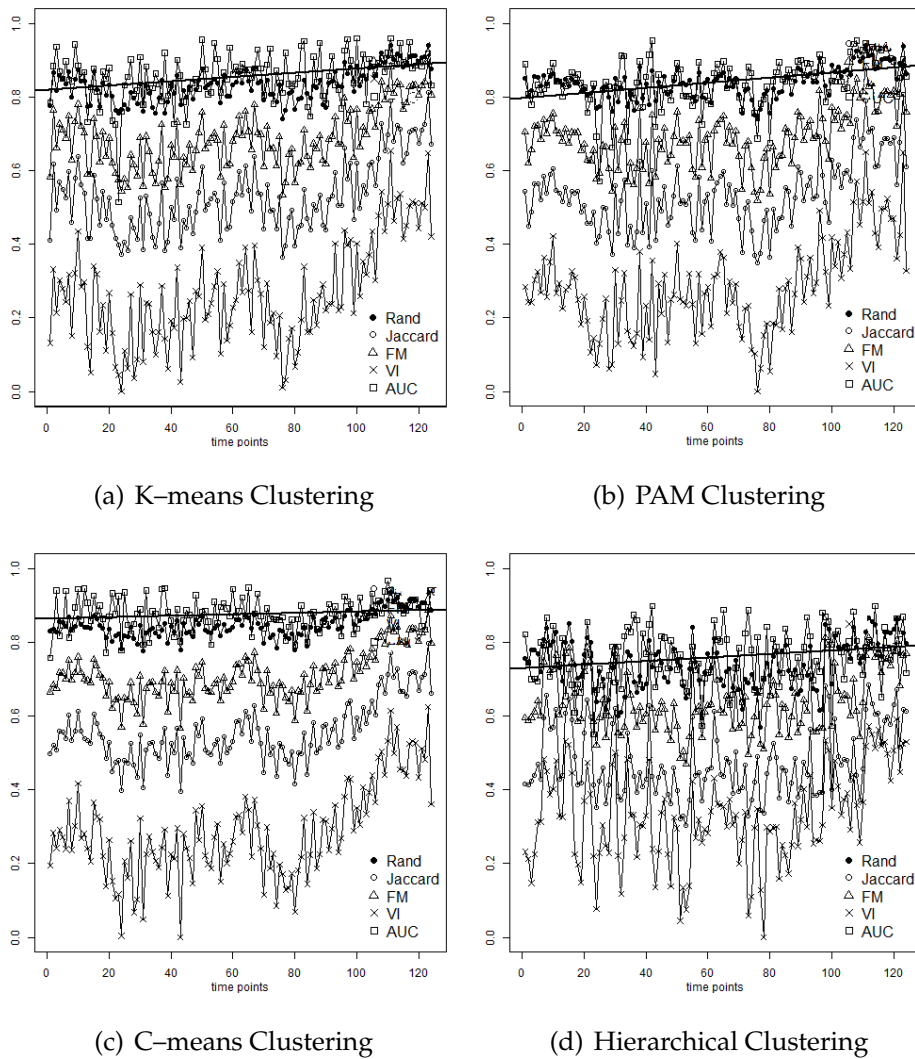 1.0
0.8
0.6
0.4
0.2
0.0
Rand
Jaccard
FM
VI
AUC
0 20 40 60 80 100 120
time points
(a) K–means Clustering
1.0
0.8
0.6
0.4
0.2
0.0
Rand
Jaccard
FM
VI
AUC
0 20 40 60 80 100 120
time points
(b) PAM Clustering
1.0
0.8
0.6
0.4
0.2
0.0
Rand
Jaccard
FM
VI
AUC
0 20 40 60 80 100 120
time points
(c) C–means Clustering
1.0
0.8
0.6
0.4
0.2
0.0
Rand
Jaccard
FM
VI
AUC
0 20 40 60 80 100 120
time points
(d) Hierarchical Clustering